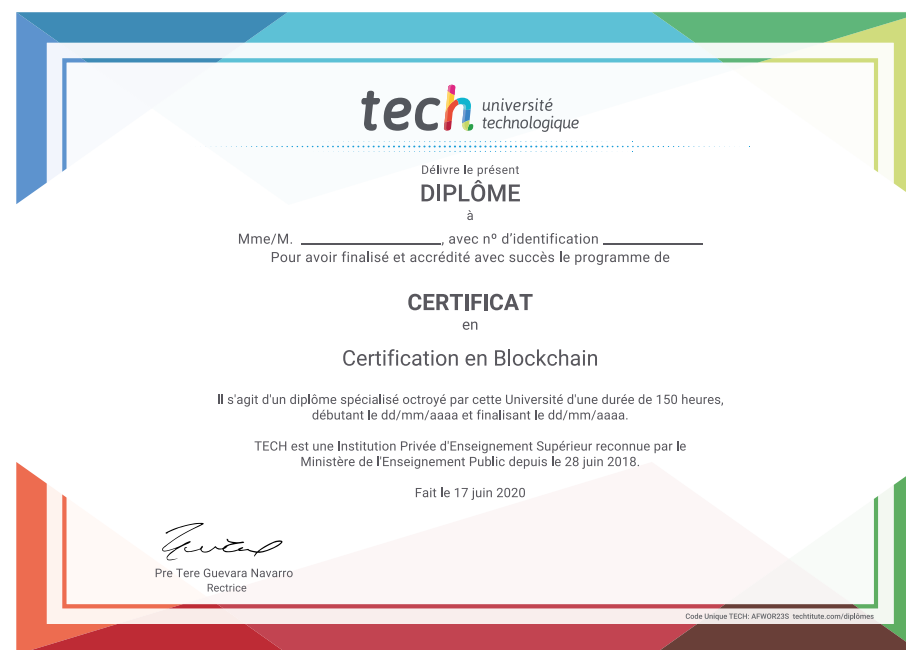 tech université
technologique
Délivre le présent
DIPLÔME
à
Mme/M. ____________, avec nº d'identification ____________
Pour avoir finalisé et accrédité avec succès le programme de
CERTIFICAT
en
Certification en Blockchain
Il s'agit d'un diplôme spécialisé octroyé par cette Université d'une durée de 150 heures,
débutant le dd/mm/aaaa et finalisant le dd/mm/aaaa.
TECH est une Institution Privée d'Enseignement Supérieur reconnue par le
Ministère de l'Enseignement Public depuis le 28 juin 2018.
Fait le 17 juin 2020
Pre Tere Guevara Navarro
Rectrice
Code Unique TECH: AFWOR23S techtitute.com/diplômes